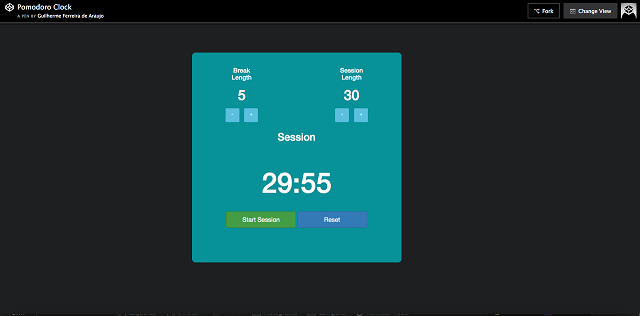 Pomodoro Clock
A PEN BY Guilherme Ferreira de Araujo
Fork
Change View
Break
Length
5
- +
Session
Length
30
- +
Session
29:55
Start Session
Reset